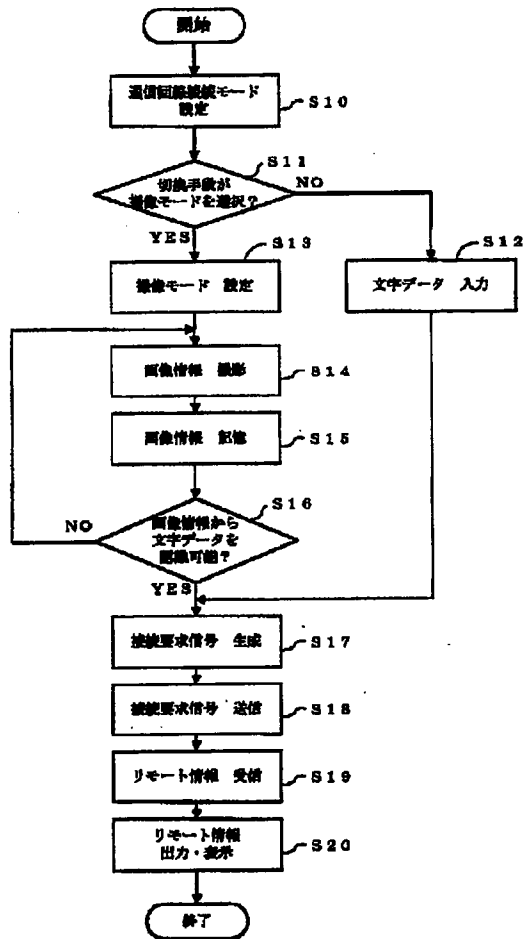 開始
通信回線接続モード
設定
S10
S11
切換手段が
撮像モードを選択？
NO
YES
S13
S12
撮像モード 設定
文字データ 入力
画像情報 撮影
S14
画像情報 記憶
S15
S16
NO
画像情報から
文字データを
認識可能？
YES
接続要求信号 生成
S17
接続要求信号 送信
S18
リモート情報 受信
S19
リモート情報
出力・表示
S20
終了